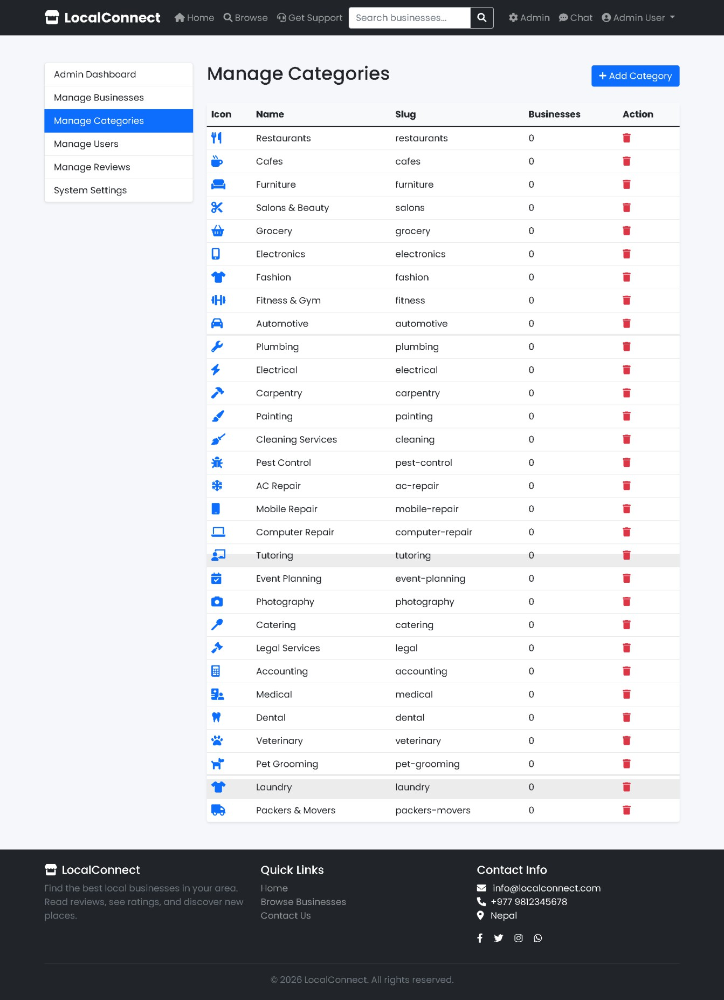 LocalConnect Home Browse Get Support Search businesses... Admin Chat Admin User
Admin Dashboard
Manage Businesses
Manage Categories
Manage Users
Manage Reviews
System Settings
Manage Categories
+ Add Category
Icon Name Slug Businesses Action
Restaurants restaurants 0
Cafes cafes 0
Furniture furniture 0
Salons & Beauty salons 0
Grocery grocery 0
Electronics electronics 0
Fashion fashion 0
Fitness & Gym fitness 0
Automotive automotive 0
Plumbing plumbing 0
Electrical electrical 0
Carpentry carpentry 0
Painting painting 0
Cleaning Services cleaning 0
Pest Control pest-control 0
AC Repair ac-repair 0
Mobile Repair mobile-repair 0
Computer Repair computer-repair 0
Tutoring tutoring 0
Event Planning event-planning 0
Photography photography 0
Catering catering 0
Legal Services legal 0
Accounting accounting 0
Medical medical 0
Dental dental 0
Veterinary veterinary 0
Pet Grooming pet-grooming 0
Laundry laundry 0
Packers & Movers packers-movers 0
LocalConnect
Find the best local businesses in your area.
Read reviews, see ratings, and discover new
places.
Quick Links
Home
Browse Businesses
Contact Us
Contact Info
info@localconnect.com
+977 9812345678
Nepal
© 2026 LocalConnect. All rights reserved.